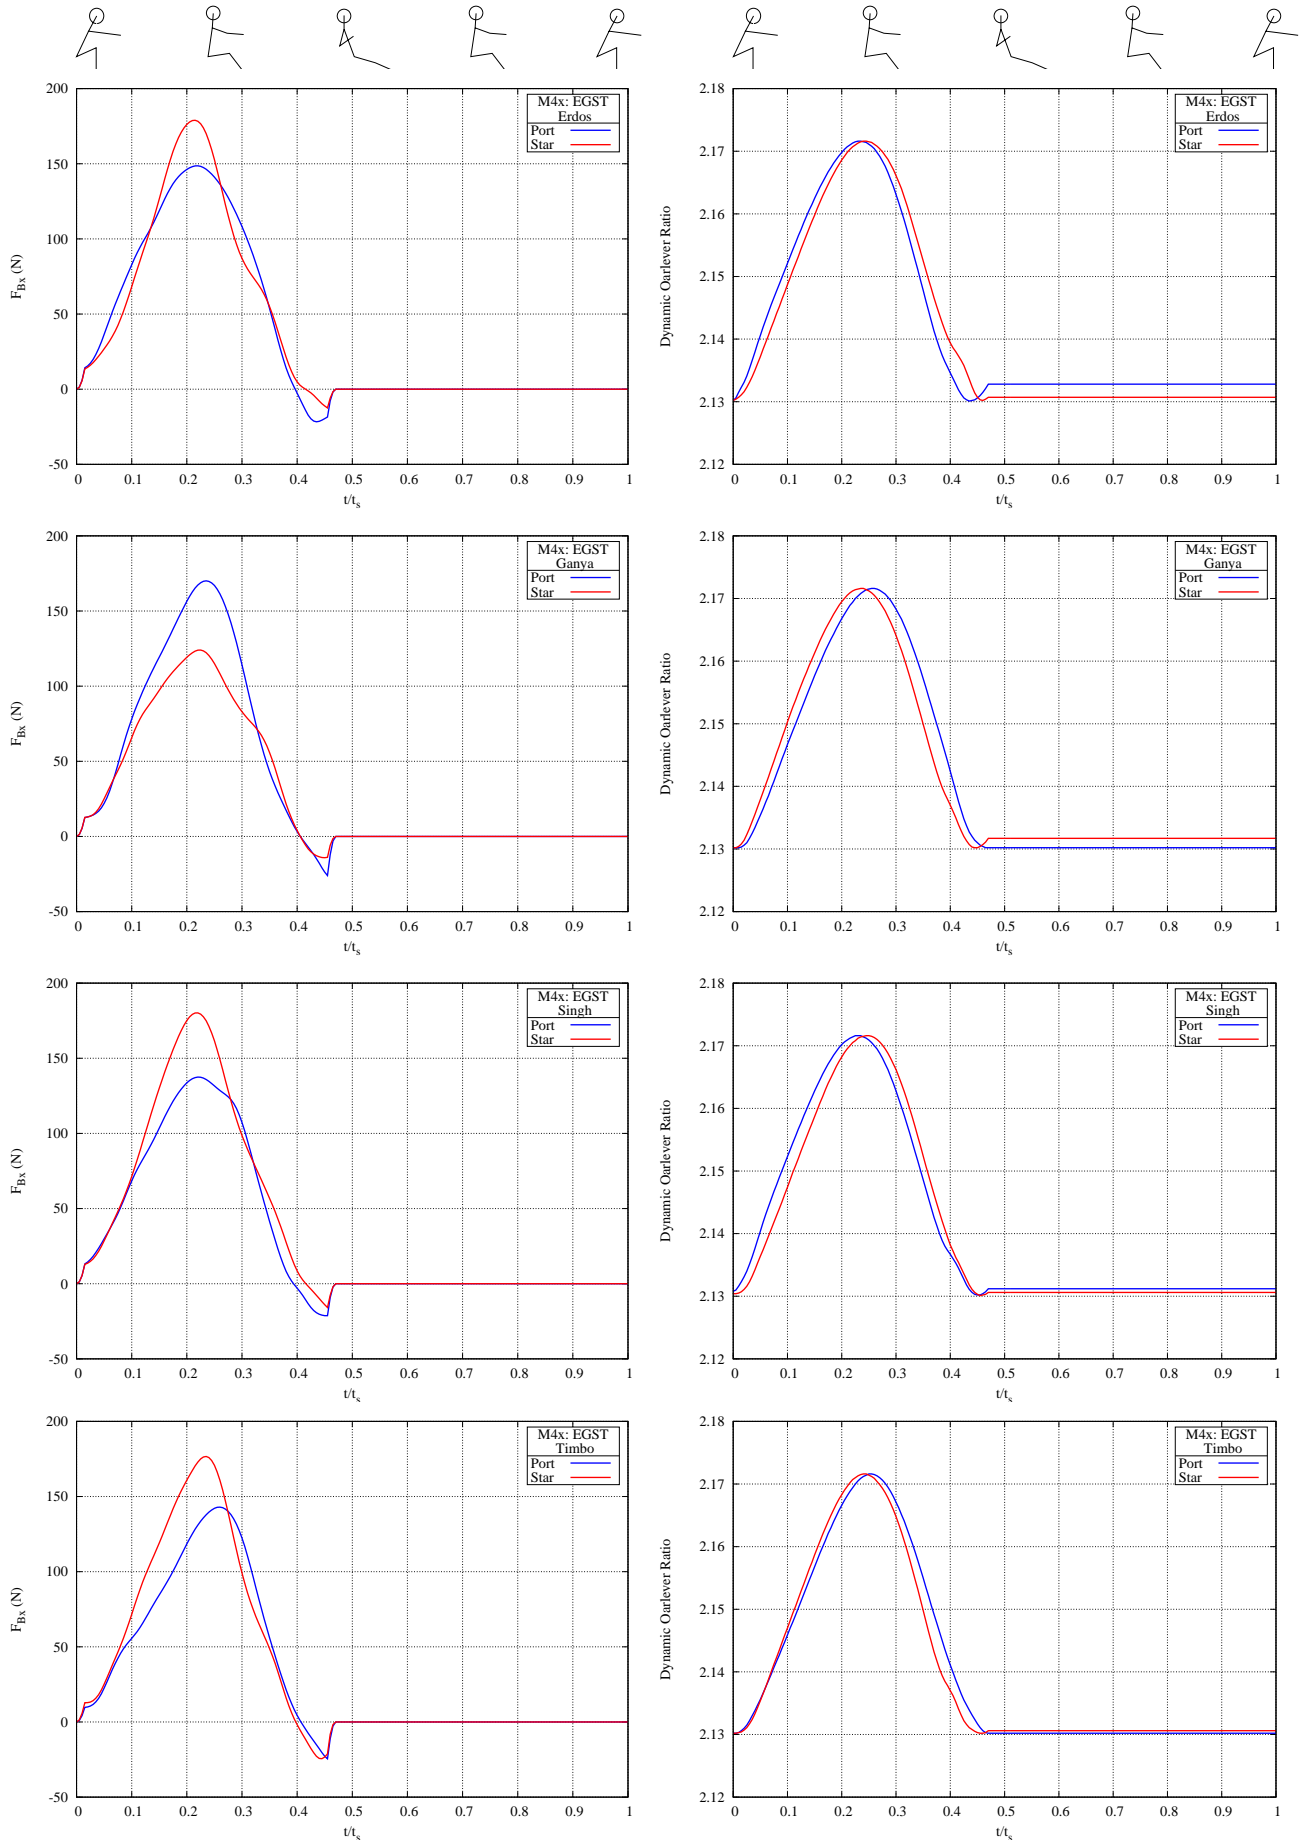 M4x: EGST
Erdos
Port
Star
200
150
100
50
0
-50
F_Bx (N)
0 0.1 0.2 0.3 0.4 0.5 0.6 0.7 0.8 0.9 1
t/t_s
M4x: EGST
Erdos
Port
Star
2.18
2.17
2.16
2.15
2.14
2.13
2.12
Dynamic Oarlever Ratio
0 0.1 0.2 0.3 0.4 0.5 0.6 0.7 0.8 0.9 1
t/t_s
M4x: EGST
Ganya
Port
Star
200
150
100
50
0
-50
F_Bx (N)
0 0.1 0.2 0.3 0.4 0.5 0.6 0.7 0.8 0.9 1
t/t_s
M4x: EGST
Ganya
Port
Star
2.18
2.17
2.16
2.15
2.14
2.13
2.12
Dynamic Oarlever Ratio
0 0.1 0.2 0.3 0.4 0.5 0.6 0.7 0.8 0.9 1
t/t_s
M4x: EGST
Singh
Port
Star
200
150
100
50
0
-50
F_Bx (N)
0 0.1 0.2 0.3 0.4 0.5 0.6 0.7 0.8 0.9 1
t/t_s
M4x: EGST
Singh
Port
Star
2.18
2.17
2.16
2.15
2.14
2.13
2.12
Dynamic Oarlever Ratio
0 0.1 0.2 0.3 0.4 0.5 0.6 0.7 0.8 0.9 1
t/t_s
M4x: EGST
Timbo
Port
Star
200
150
100
50
0
-50
F_Bx (N)
0 0.1 0.2 0.3 0.4 0.5 0.6 0.7 0.8 0.9 1
t/t_s
M4x: EGST
Timbo
Port
Star
2.18
2.17
2.16
2.15
2.14
2.13
2.12
Dynamic Oarlever Ratio
0 0.1 0.2 0.3 0.4 0.5 0.6 0.7 0.8 0.9 1
t/t_s